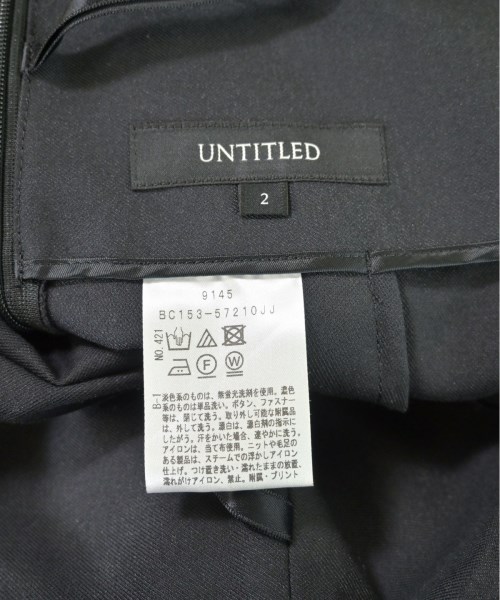 UNTITLED
2
9145
BC153-57210JJ
NO.421
B-1
淡色系のものは、無蛍光洗剤を使用。濃色
系のものは単品洗い。ボタン、ファスナー
等は、閉じて洗う。取り外し可能な附属品
は、外して洗う。漂白は、漂白剤の指示に
したがう。汗をかいた場合、速やかに洗う。
アイロンは、当て布使用。ニットや毛足の
ある製品は、スチームでの浮かしアイロン
仕上げ。つけ置き洗い・濡れたままの放置、
濡れがけアイロン、禁止。附属・プリント